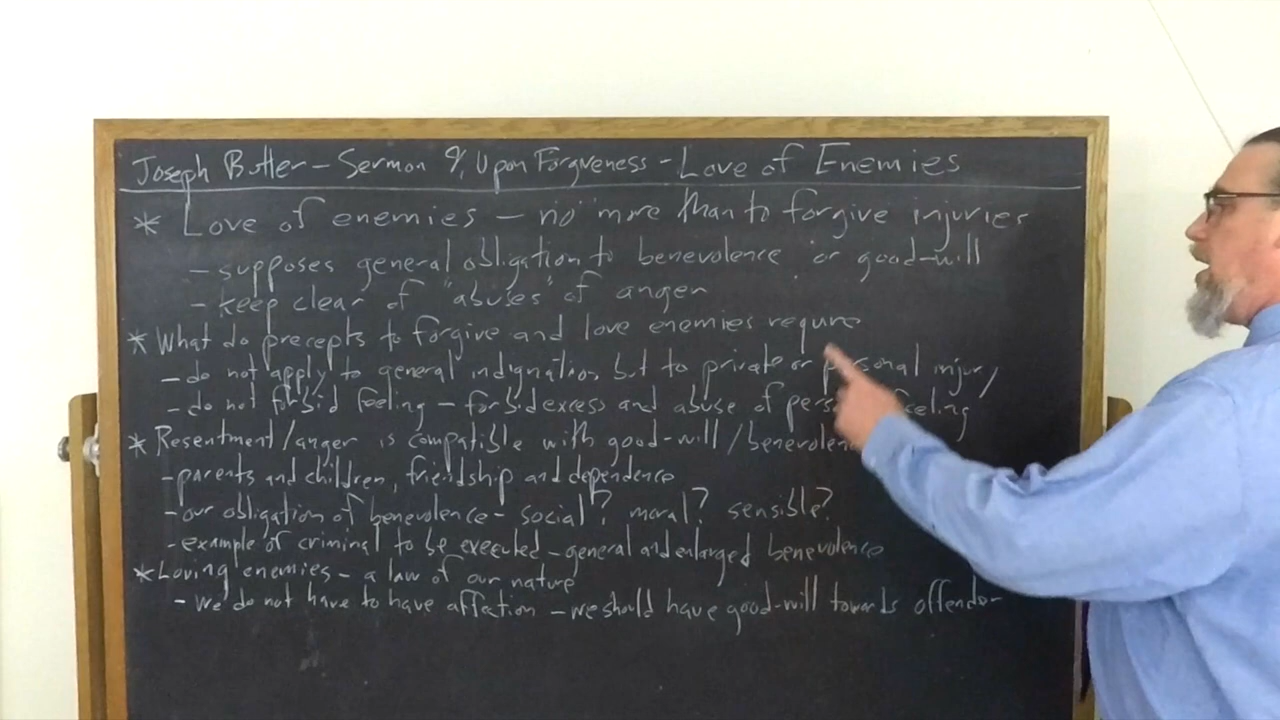 Joseph Butler - Sermon 9, Upon Forgiveness - Love of Enemies
* Love of enemies - no more than to forgive injuries
- supposes general obligation to benevolence or good-will
- keep clear of "abuses" of anger
* What do precepts to forgive and love enemies require
- do not apply to general indignation, but to private or personal injury
- do not forbid feeling - forbid excess and abuse of feeling
* Resentment/anger is compatible with good-will/benevolence
- parents and children, friendship and dependence
- our obligation of benevolence - social? moral? sensible?
- example of criminal to be executed - general and enlarged benevolence
* Loving enemies - a law of our nature
- we do not have to have affection - we should have good-will towards offender